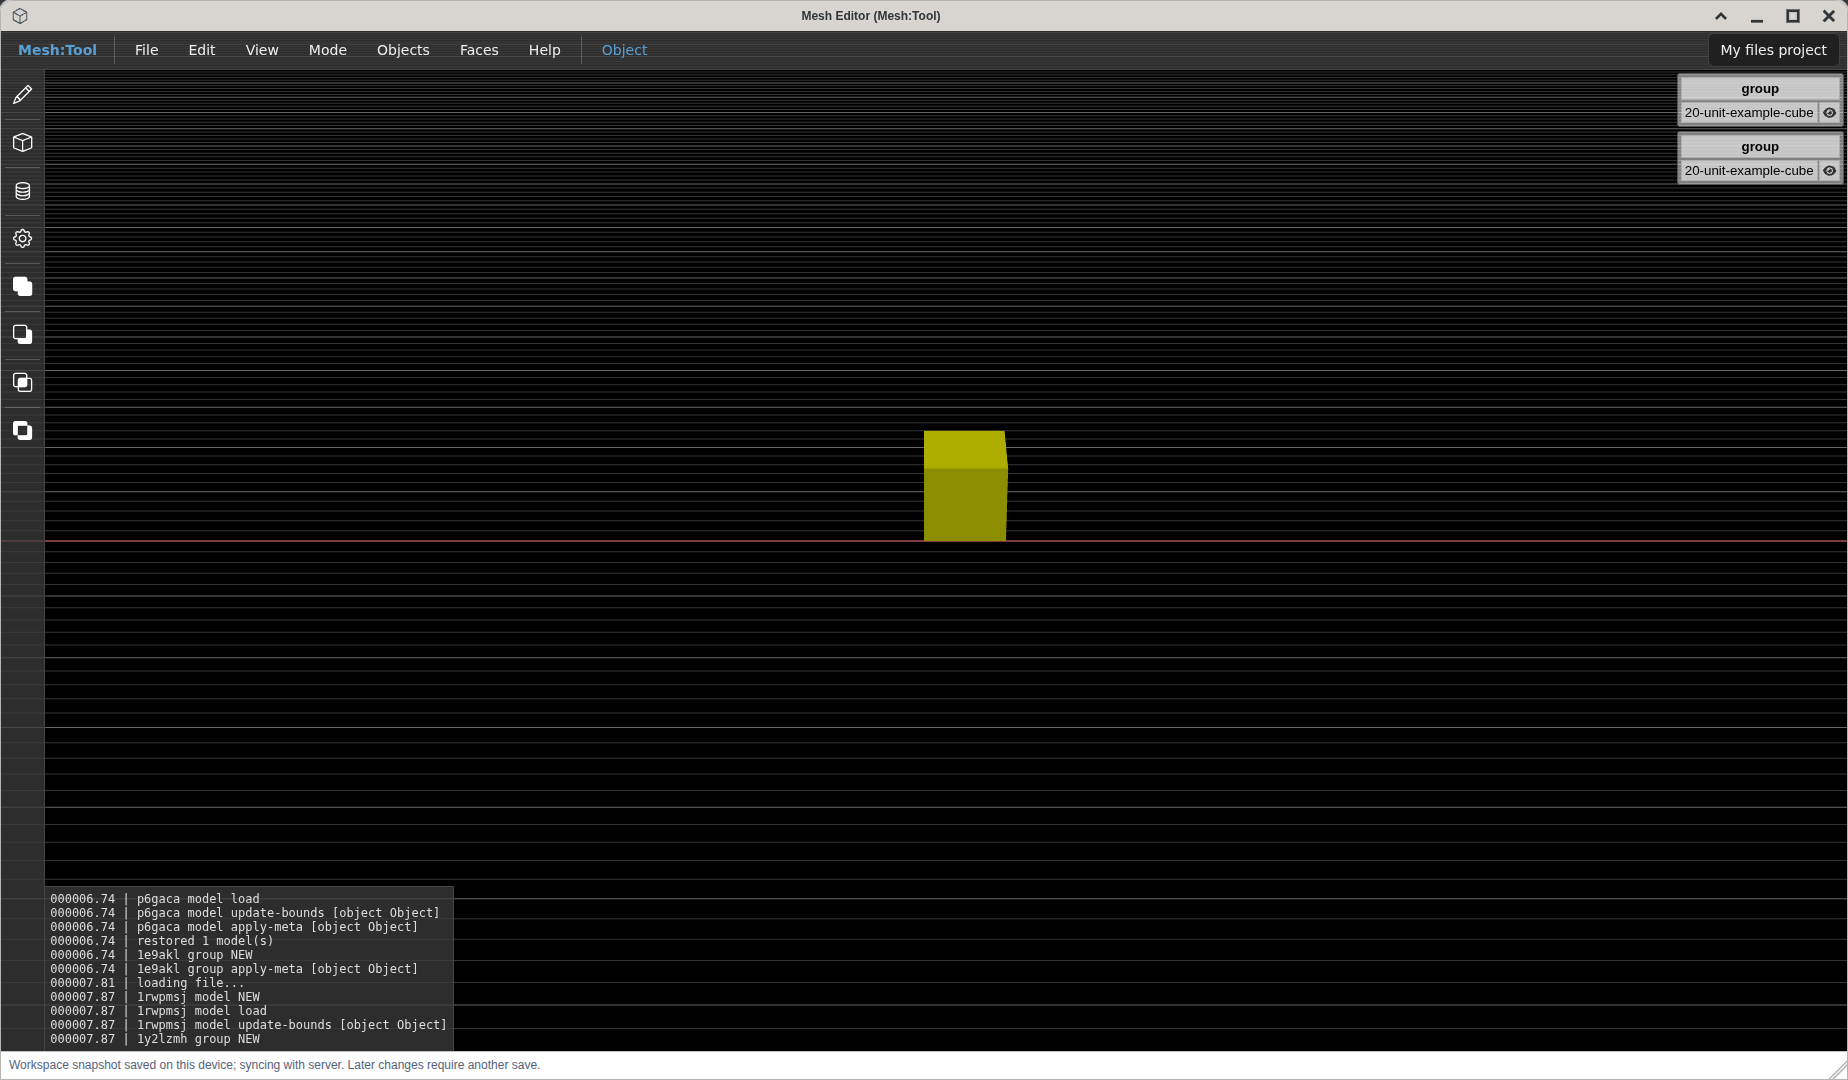 Mesh Editor (Mesh:Tool)
Mesh:Tool File Edit View Mode Objects Faces Help Object My files project
group
20-unit-example-cube
group
20-unit-example-cube
000006.74 | p6gaca model load
000006.74 | p6gaca model update-bounds [object Object]
000006.74 | p6gaca model apply-meta [object Object]
000006.74 | restored 1 model(s)
000006.74 | 1e9akl group NEW
000006.74 | 1e9akl group apply-meta [object Object]
000007.81 | loading file...
000007.87 | 1rwpmsj model NEW
000007.87 | 1rwpmsj model load
000007.87 | 1rwpmsj model update-bounds [object Object]
000007.87 | 1y2lzmh group NEW
Workspace snapshot saved on this device; syncing with server. Later changes require another save.